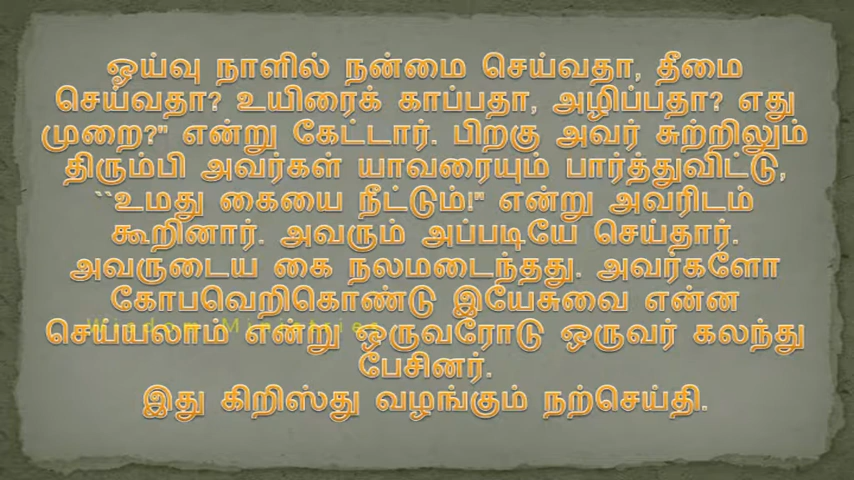 ஓய்வு நாளில் நன்மை செய்வதா, தீமை
செய்வதா? உயிரைக் காப்பதா, அழிப்பதா? எது
முறை?" என்று கேட்டார். பிறகு அவர் சுற்றிலும்
திரும்பி அவர்கள் யாவரையும் பார்த்துவிட்டு,
``உமது கையை நீட்டும்!" என்று அவரிடம்
கூறினார். அவரும் அப்படியே செய்தார்.
அவருடைய கை நலமடைந்தது. அவர்களோ
கோபவெறிகொண்டு இயேசுவை என்ன
Wisdom Ministries
செய்யலாம் என்று ஒருவரோடு ஒருவர் கலந்து
பேசினர்.
இது கிறிஸ்து வழங்கும் நற்செய்தி.